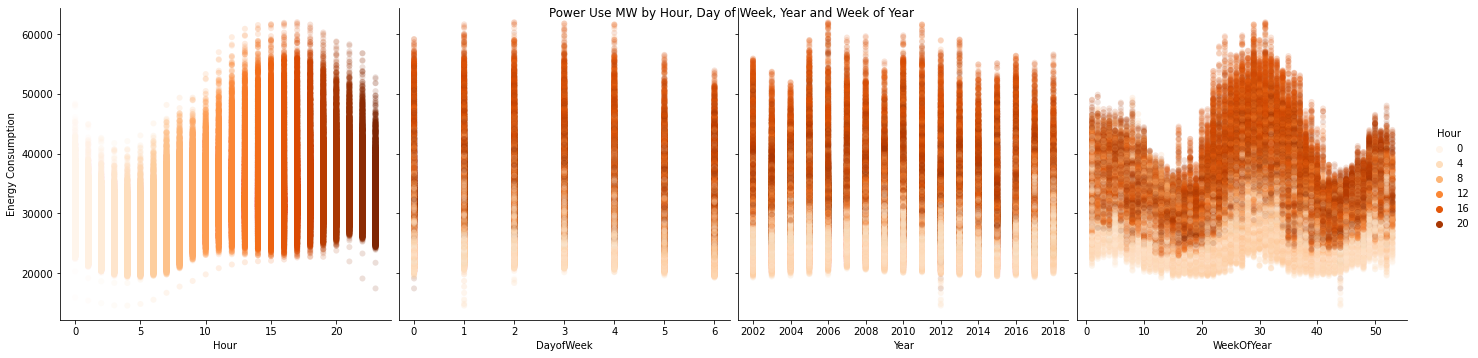 Power Use MW by Hour, Day of Week, Year and Week of Year
Energy Consumption
60000
50000
40000
30000
20000
0 5 10 15 20
Hour
0 1 2 3 4 5 6
DayofWeek
2002 2004 2006 2008 2010 2012 2014 2016 2018
Year
0 10 20 30 40 50
WeekOfYear
Hour
0
4
8
12
16
20